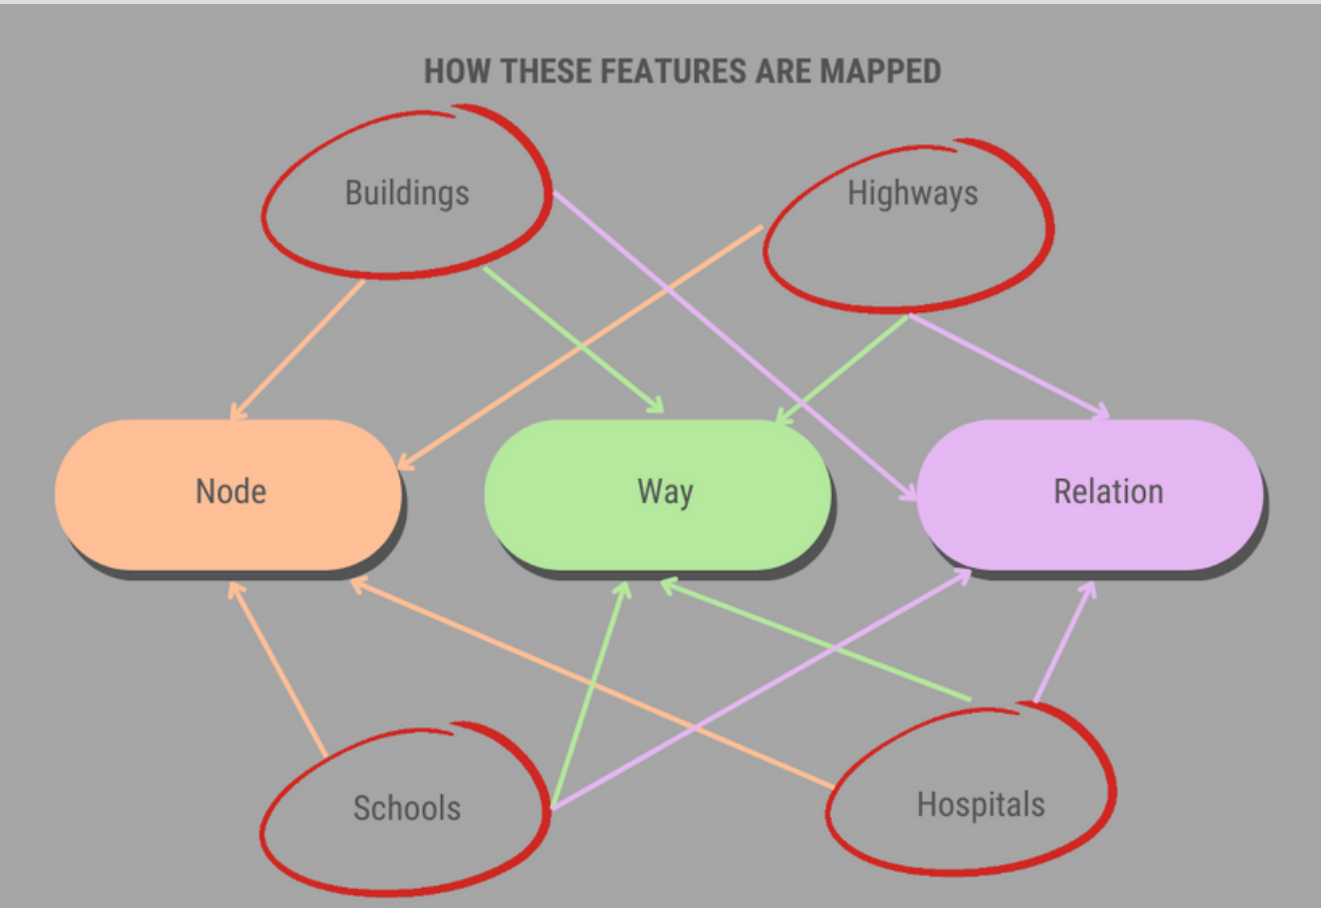 HOW THESE FEATURES ARE MAPPED
Buildings
Highways
Node
Way
Relation
Schools
Hospitals